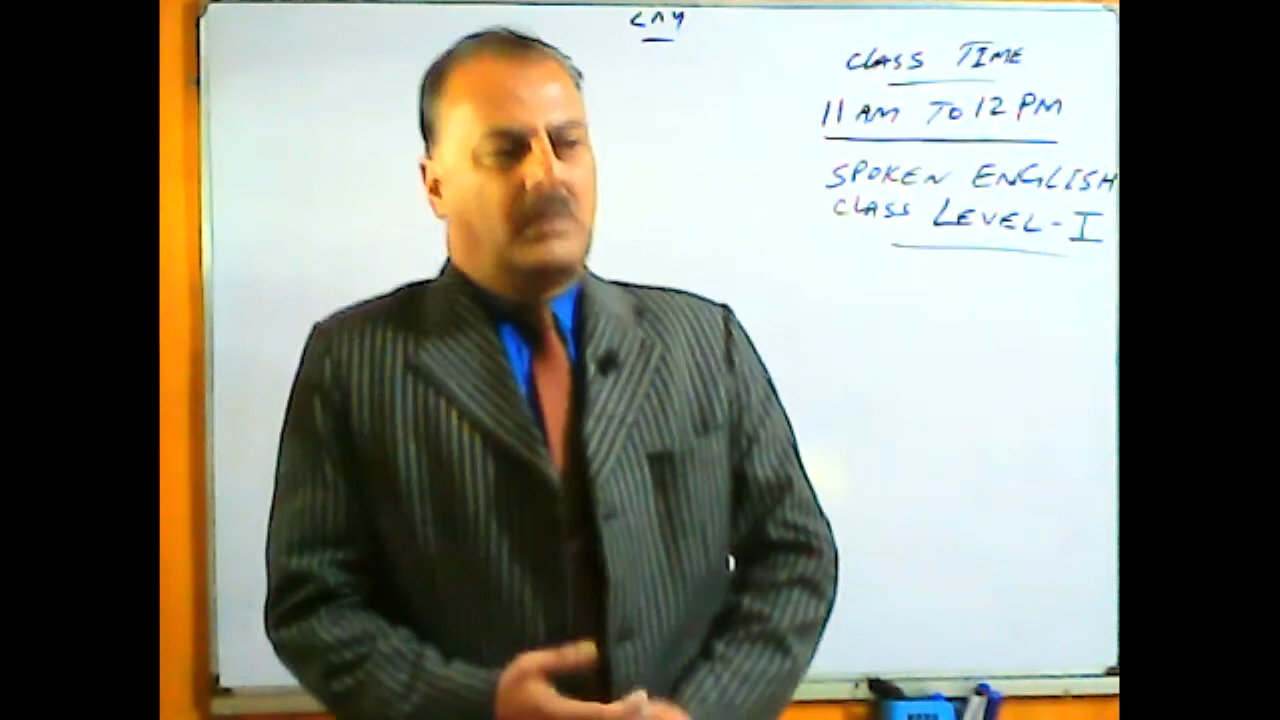 CLASS TIME
11 AM TO 12 PM
SPOKEN ENGLISH
CLASS LEVEL-I